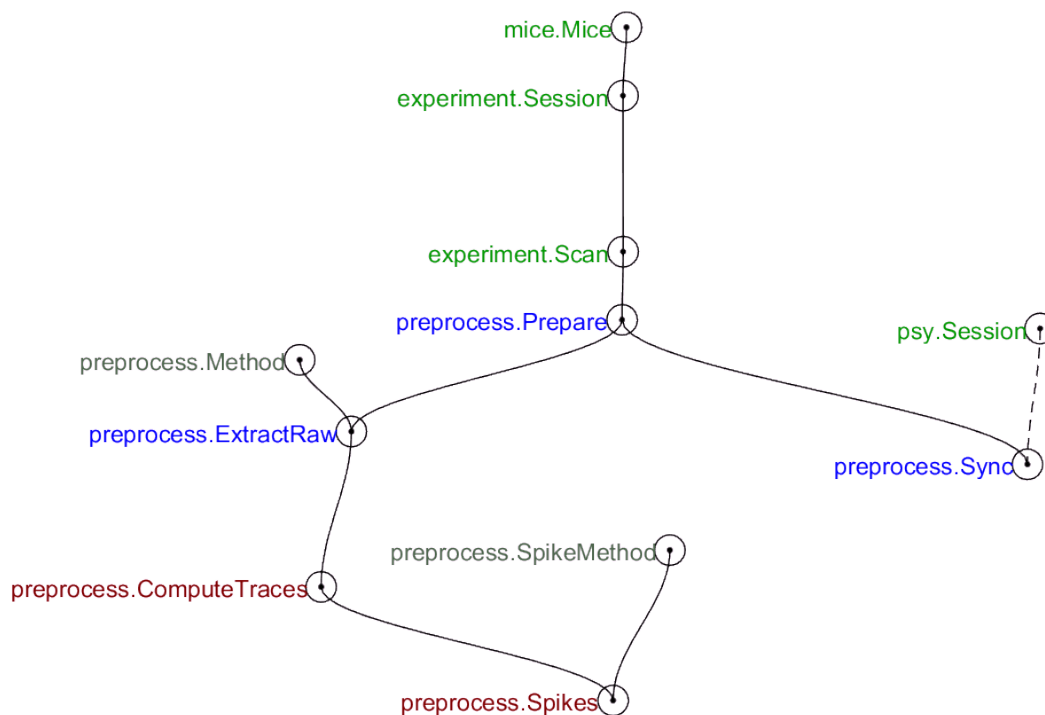 mice.Mice
experiment.Session
experiment.Scan
preprocess.Prepare
psy.Session
preprocess.Method
preprocess.ExtractRaw
preprocess.Sync
preprocess.SpikeMethod
preprocess.ComputeTraces
preprocess.Spikes